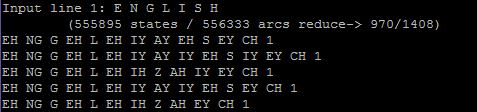 Input line 1: E N G L I S H
(555895 states / 556333 arcs reduce-> 970/1408)
EH NG G EH L EH IY AY EH S EY CH 1
EH NG G EH L EH IY AY IY EH S IY EY CH 1
EH NG G EH L EH IH Z AH IY EY CH 1
EH NG G EH L EH IH IY AY EH S EY CH 1
EH NG G EH L EH IH Z AH EY CH 1